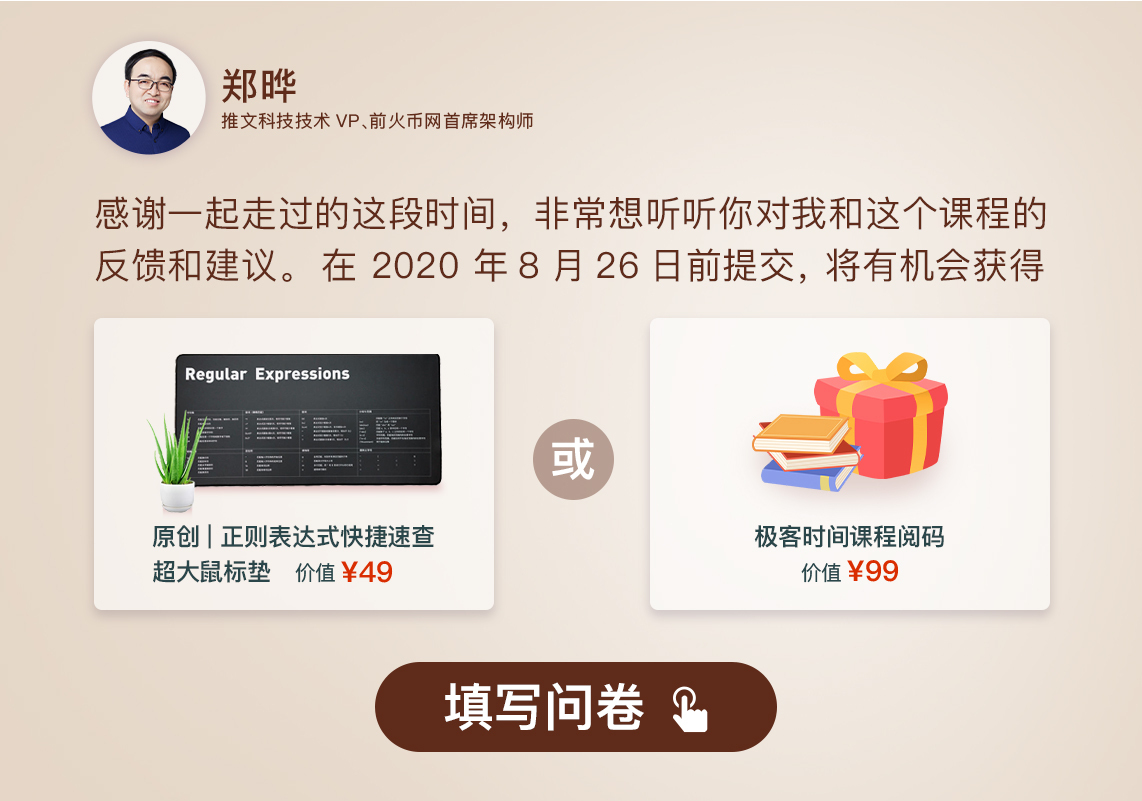 郑晔
推文科技技术 VP、前火币网首席架构师
感谢一起走过的这段时间，非常想听听你对我和这个课程的
反馈和建议。在 2020 年 8 月 26 日前提交，将有机会获得
Regular Expressions
或
原创 | 正则表达式快捷速查
超大鼠标垫 价值 ¥49
极客时间课程阅码
价值 ¥99
填写问卷